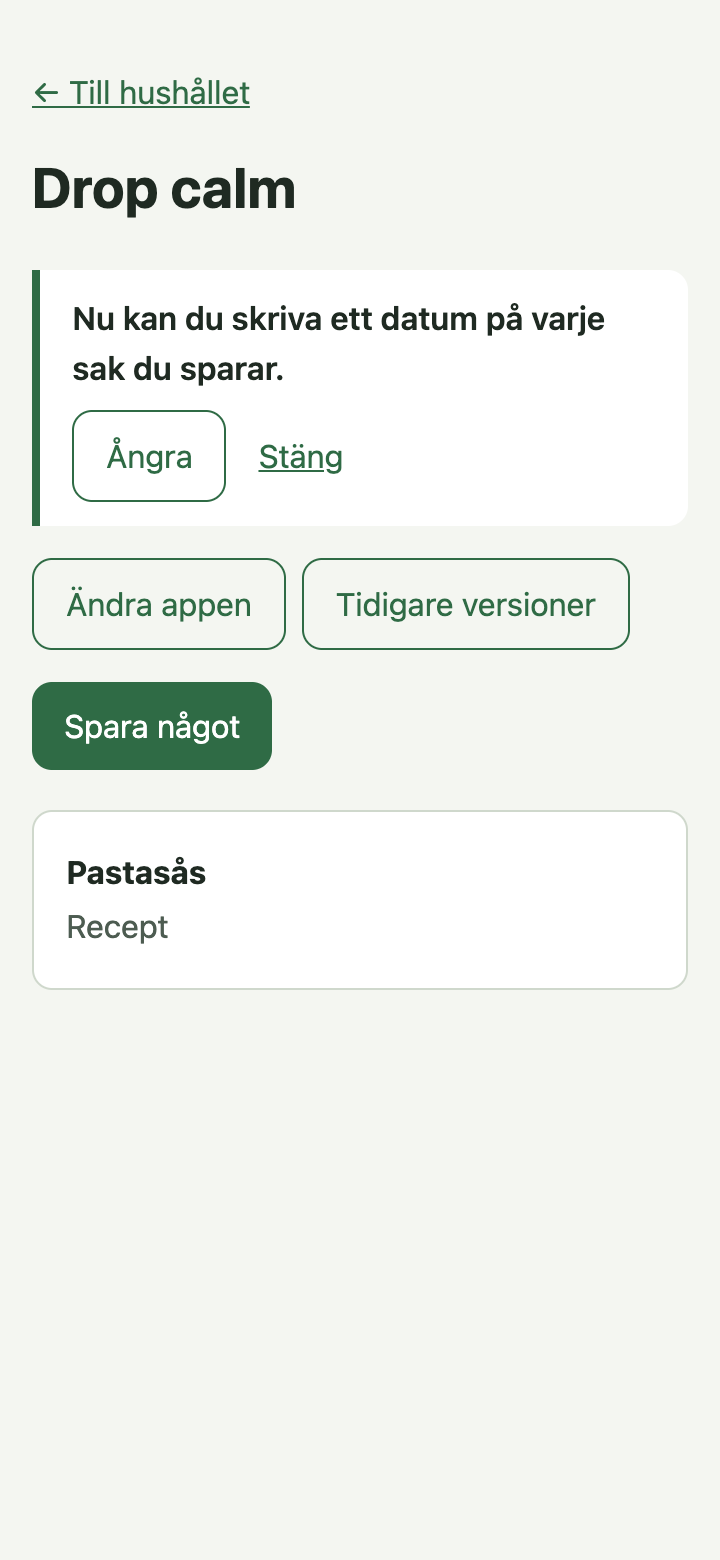 ← Till hushållet
Drop calm
Nu kan du skriva ett datum på varje
sak du sparar.
Ångra Stäng
Ändra appen Tidigare versioner
Spara något
Pastasås
Recept